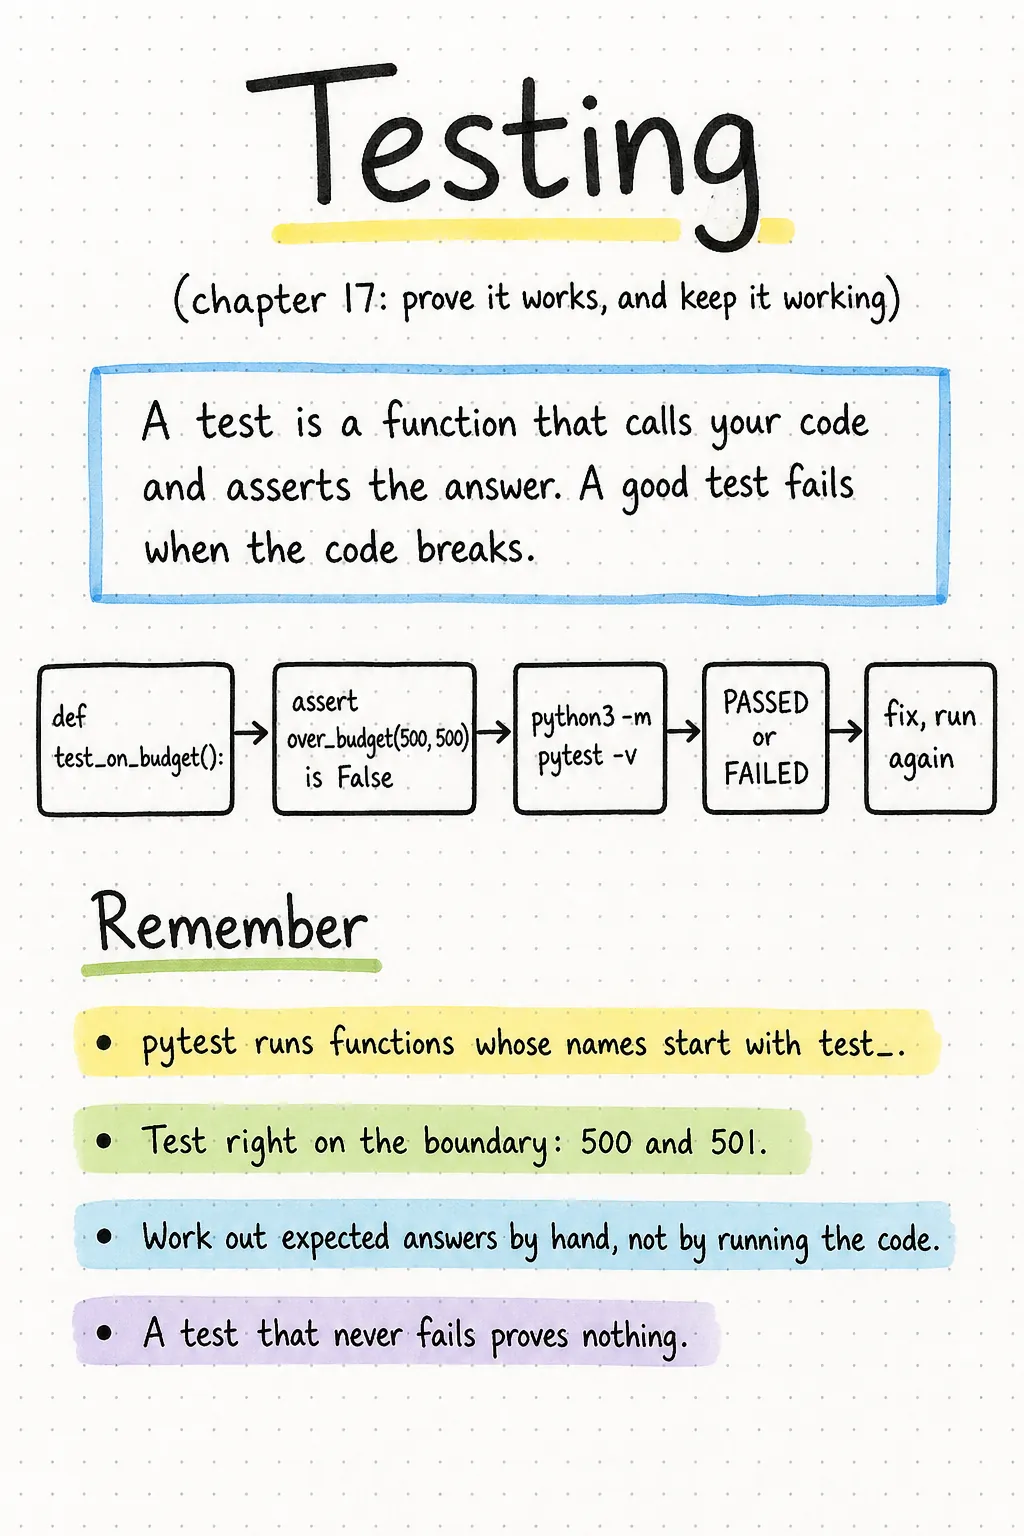 Testing
(chapter 17: prove it works, and keep it working)
A test is a function that calls your code
and asserts the answer. A good test fails
when the code breaks.
def
test_on_budget():
assert
over_budget(500, 500)
is False
python3 -m
pytest -v
PASSED
or
FAILED
fix, run
again
Remember
• pytest runs functions whose names start with test_.
• Test right on the boundary: 500 and 501.
• Work out expected answers by hand, not by running the code.
• A test that never fails proves nothing.